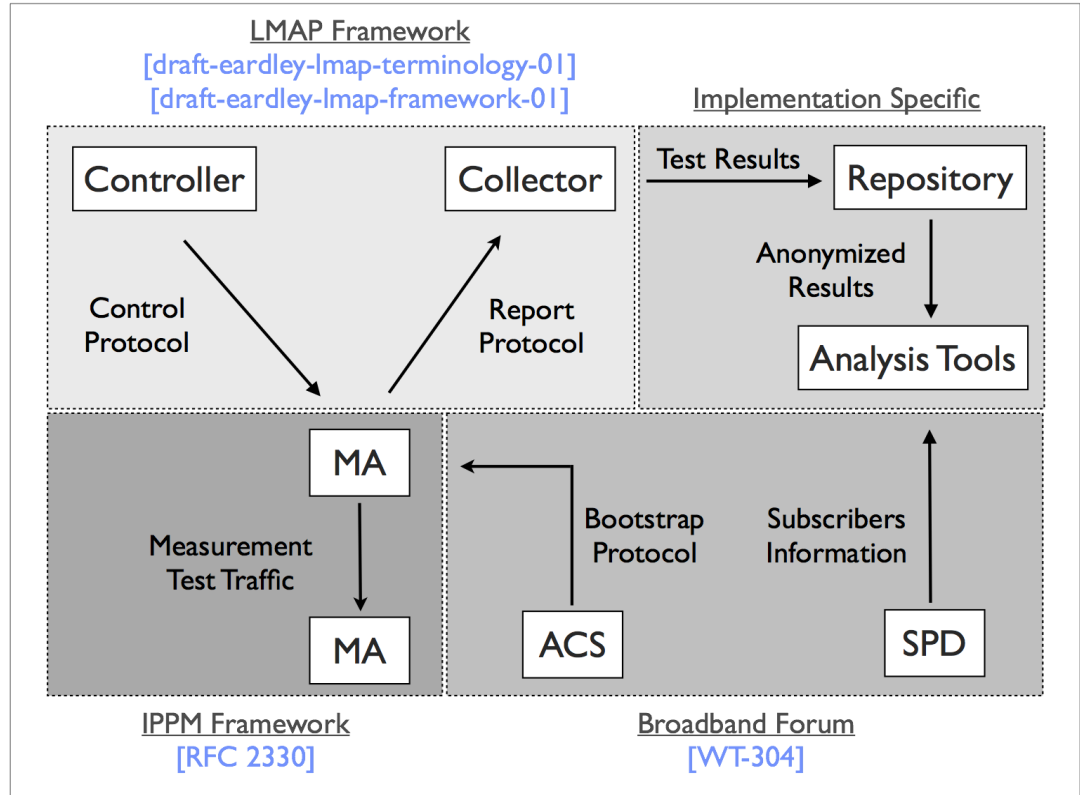 LMAP Framework
[draft-eardley-lmap-terminology-01]
[draft-eardley-lmap-framework-01]
Implementation Specific
Controller
Collector
Test Results
Repository
Control
Protocol
Report
Protocol
Anonymized
Results
Analysis Tools
MA
Measurement
Test Traffic
MA
Bootstrap
Protocol
Subscribers
Information
ACS
SPD
IPPM Framework
[RFC 2330]
Broadband Forum
[WT-304]